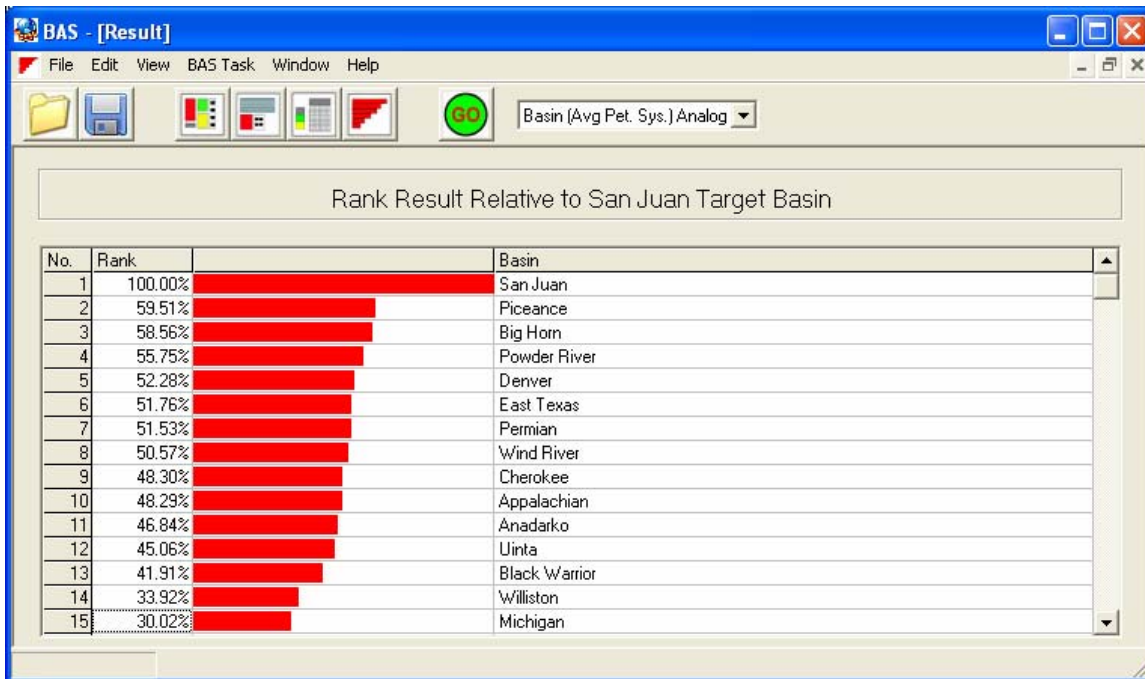 BAS - [Result]
File Edit View BAS Task Window Help
GO Basin (Avg Pet. Sys.) Analog
Rank Result Relative to San Juan Target Basin
No. Rank Basin
1 100.00% San Juan
2 59.51% Piceance
3 58.56% Big Horn
4 55.75% Powder River
5 52.28% Denver
6 51.76% East Texas
7 51.53% Permian
8 50.57% Wind River
9 48.30% Cherokee
10 48.29% Appalachian
11 46.84% Anadarko
12 45.06% Uinta
13 41.91% Black Warrior
14 33.92% Williston
15 30.02% Michigan